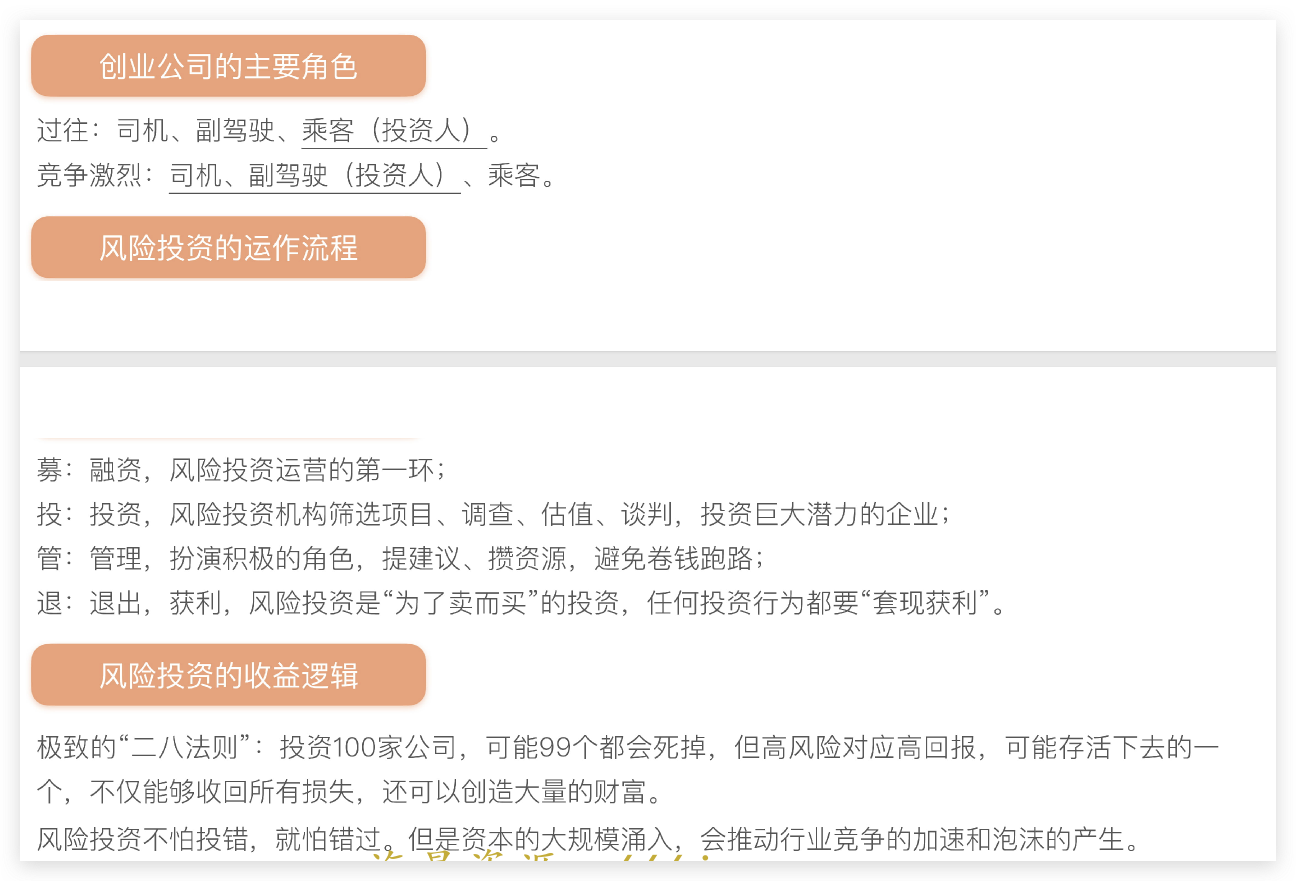 创业公司的主要角色
过往：司机、副驾驶、乘客（投资人）。
竞争激烈：司机、副驾驶（投资人）、乘客。
风险投资的运作流程
募：融资，风险投资运营的第一环；
投：投资，风险投资机构筛选项目、调查、估值、谈判，投资巨大潜力的企业；
管：管理，扮演积极的角色，提建议、攒资源，避免卷钱跑路；
退：退出，获利，风险投资是“为了卖而买”的投资，任何投资行为都要“套现获利”。
风险投资的收益逻辑
极致的“二八法则”：投资100家公司，可能99个都会死掉，但高风险对应高回报，可能存活下去的一
个，不仅能够收回所有损失，还可以创造大量的财富。
风险投资不怕投错，就怕错过。但是资本的大规模涌入，会推动行业竞争的加速和泡沫的产生。